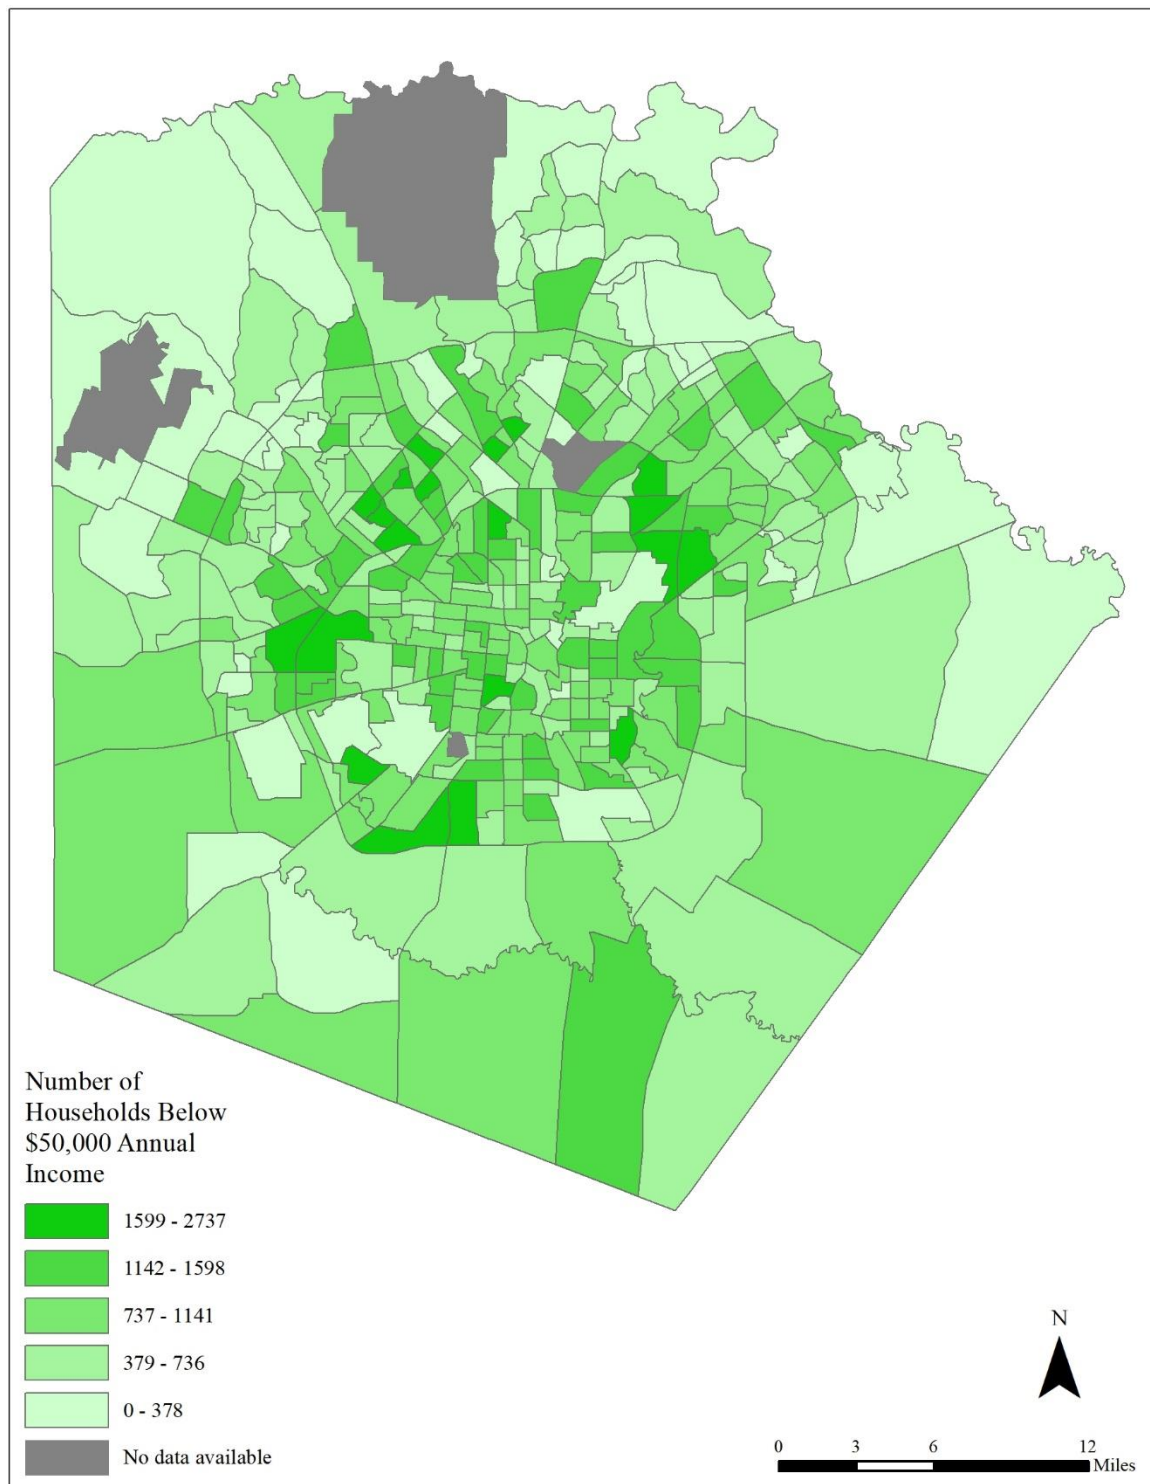 Number of
Households Below
$50,000 Annual
Income
1599 - 2737
1142 - 1598
737 - 1141
379 - 736
0 - 378
No data available
N
0 3 6 12
Miles